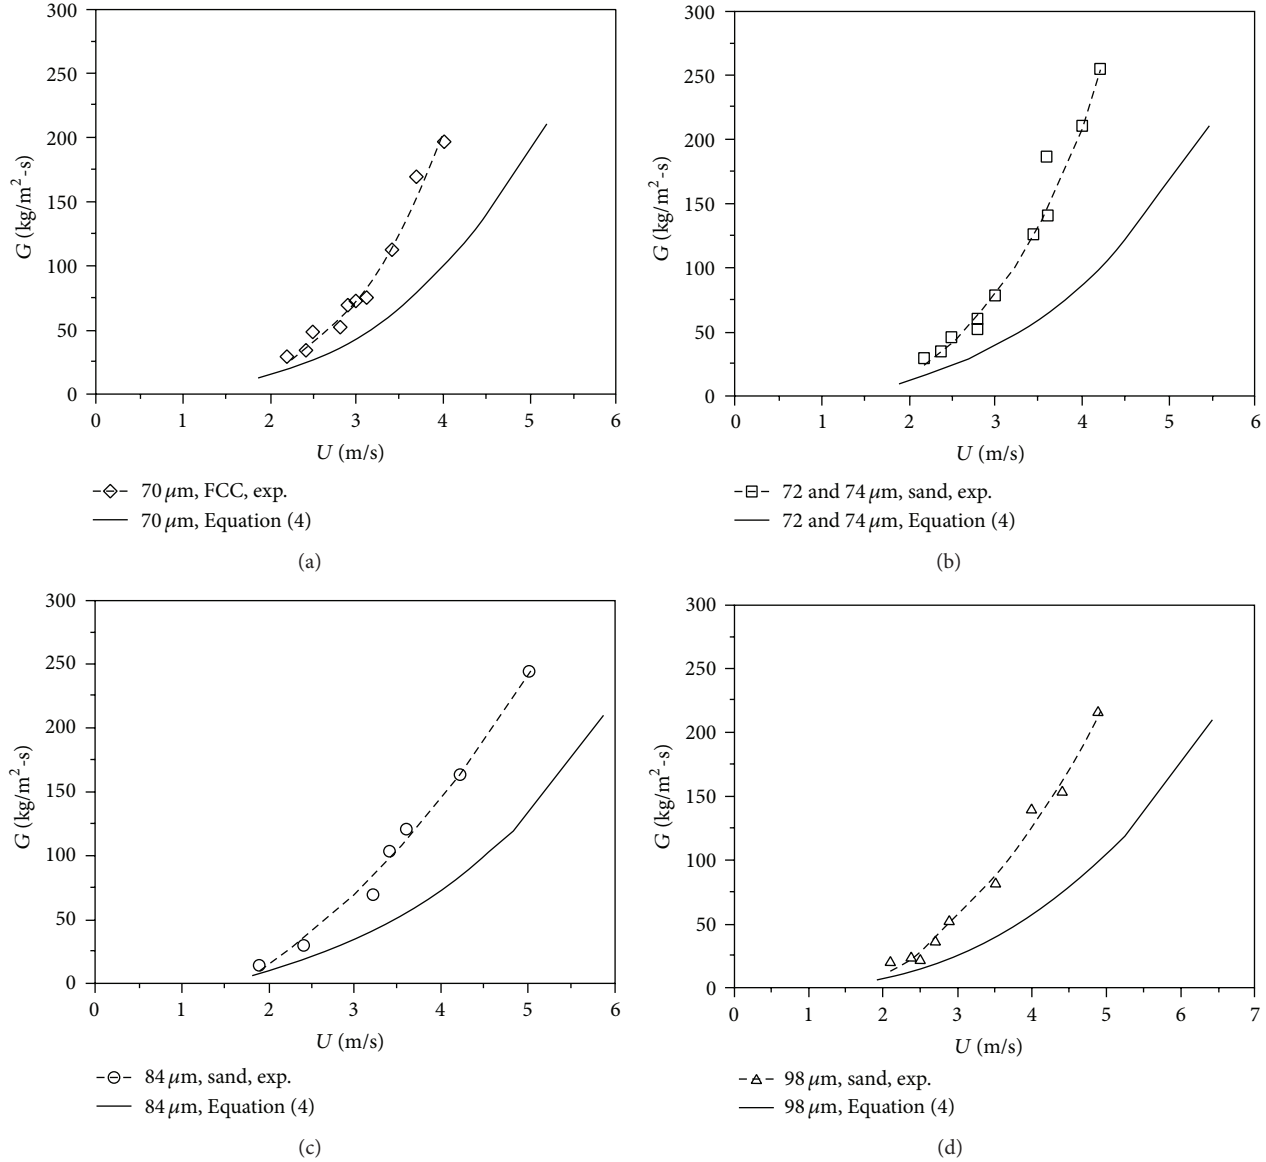 300
250
200
150
100
50
0
G (kg/m²-s)
0 1 2 3 4 5 6
U (m/s)
70 μm, FCC, exp.
70 μm, Equation (4)
(a)
300
250
200
150
100
50
0
G (kg/m²-s)
0 1 2 3 4 5 6
U (m/s)
72 and 74 μm, sand, exp.
72 and 74 μm, Equation (4)
(b)
300
250
200
150
100
50
0
G (kg/m²-s)
0 1 2 3 4 5 6
U (m/s)
84 μm, sand, exp.
84 μm, Equation (4)
(c)
300
250
200
150
100
50
0
G (kg/m²-s)
0 1 2 3 4 5 6 7
U (m/s)
98 μm, sand, exp.
98 μm, Equation (4)
(d)